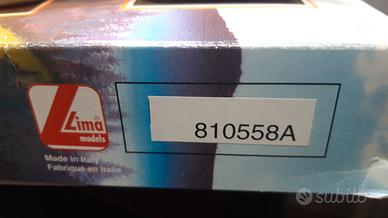 Lima®
models
Made in Italy
Fabriqué en Italie
810558A
subito